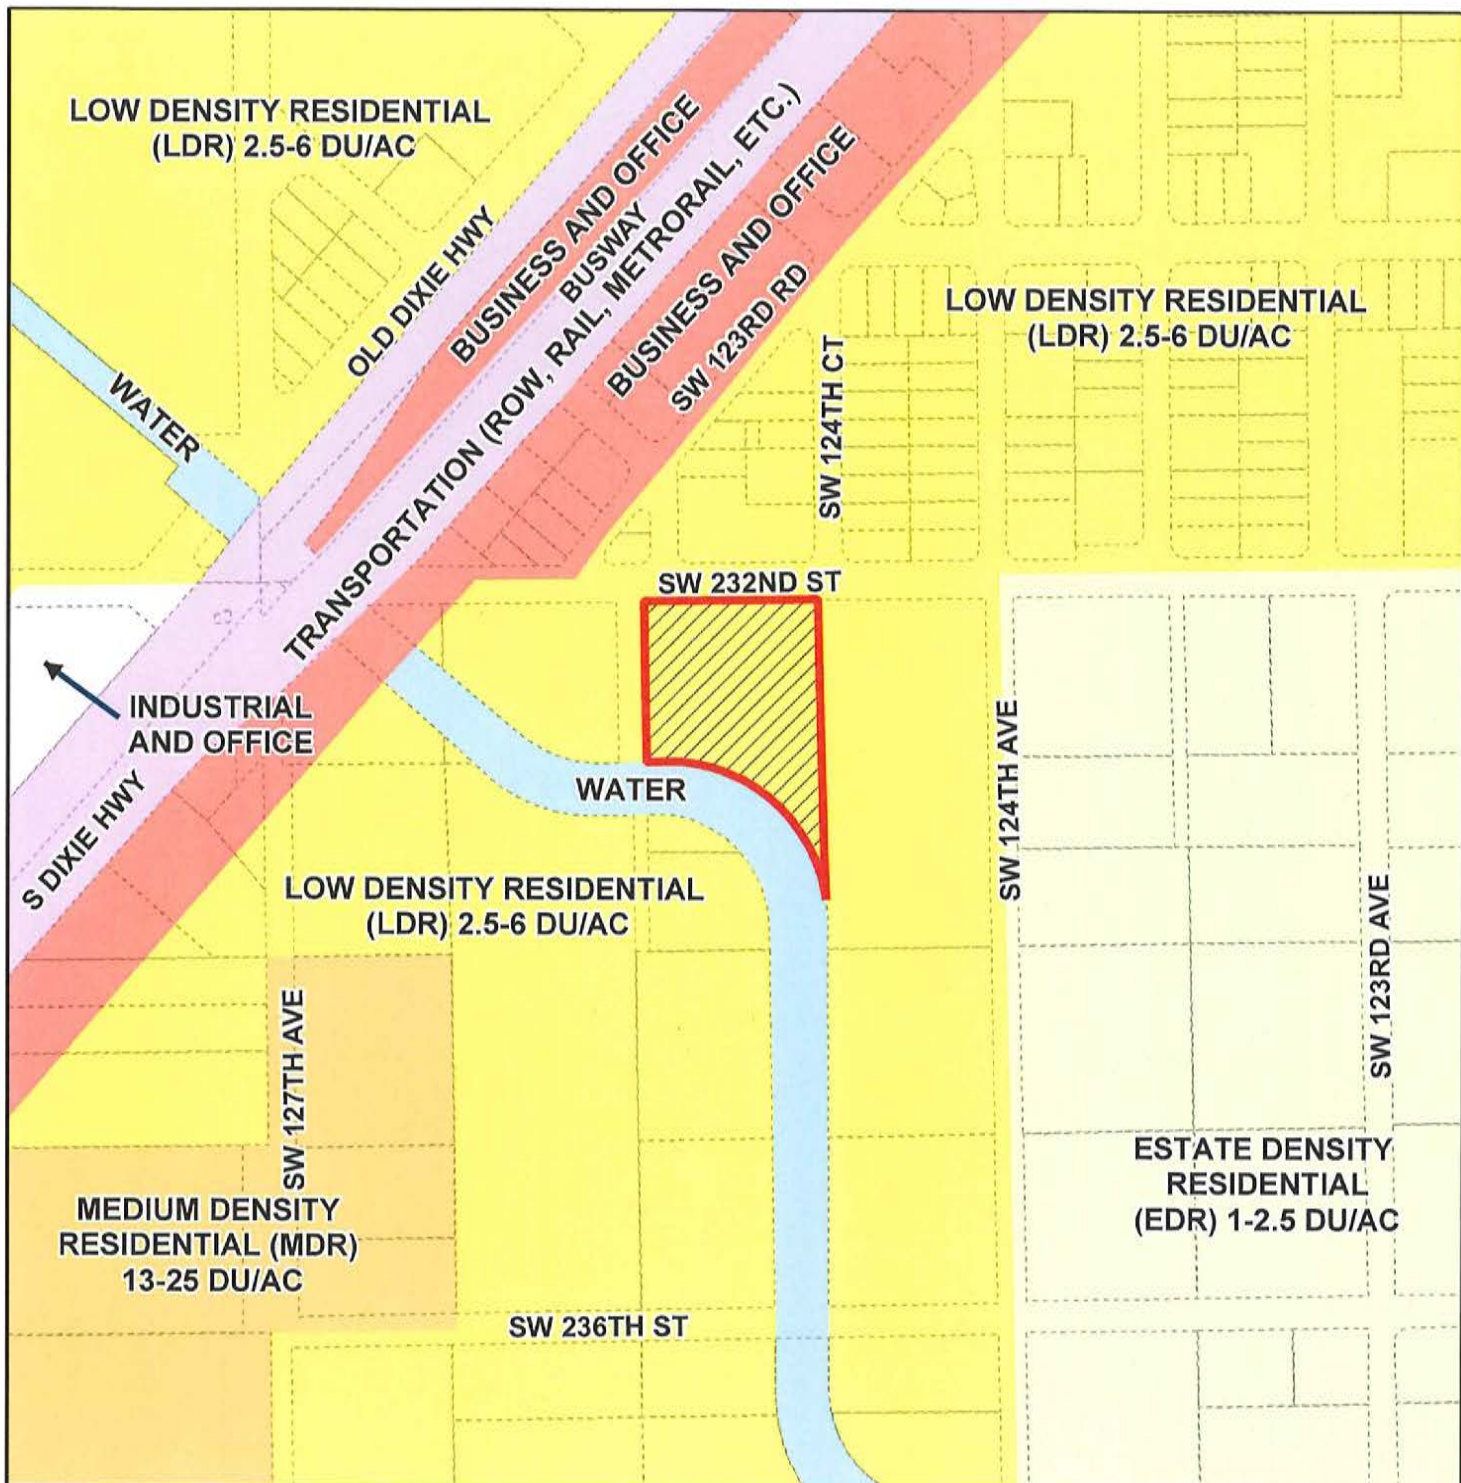 LOW DENSITY RESIDENTIAL
(LDR) 2.5-6 DU/AC
OLD DIXIE HWY
BUSINESS AND OFFICE
BUSWAY
TRANSPORTATION (ROW, RAIL, METRORAIL, ETC.)
BUSINESS AND OFFICE
SW 123RD RD
LOW DENSITY RESIDENTIAL
(LDR) 2.5-6 DU/AC
WATER
SW 124TH CT
SW 232ND ST
INDUSTRIAL
AND OFFICE
S DIXIE HWY
WATER
SW 124TH AVE
LOW DENSITY RESIDENTIAL
(LDR) 2.5-6 DU/AC
SW 123RD AVE
SW 127TH AVE
MEDIUM DENSITY
RESIDENTIAL (MDR)
13-25 DU/AC
ESTATE DENSITY
RESIDENTIAL
(EDR) 1-2.5 DU/AC
SW 236TH ST